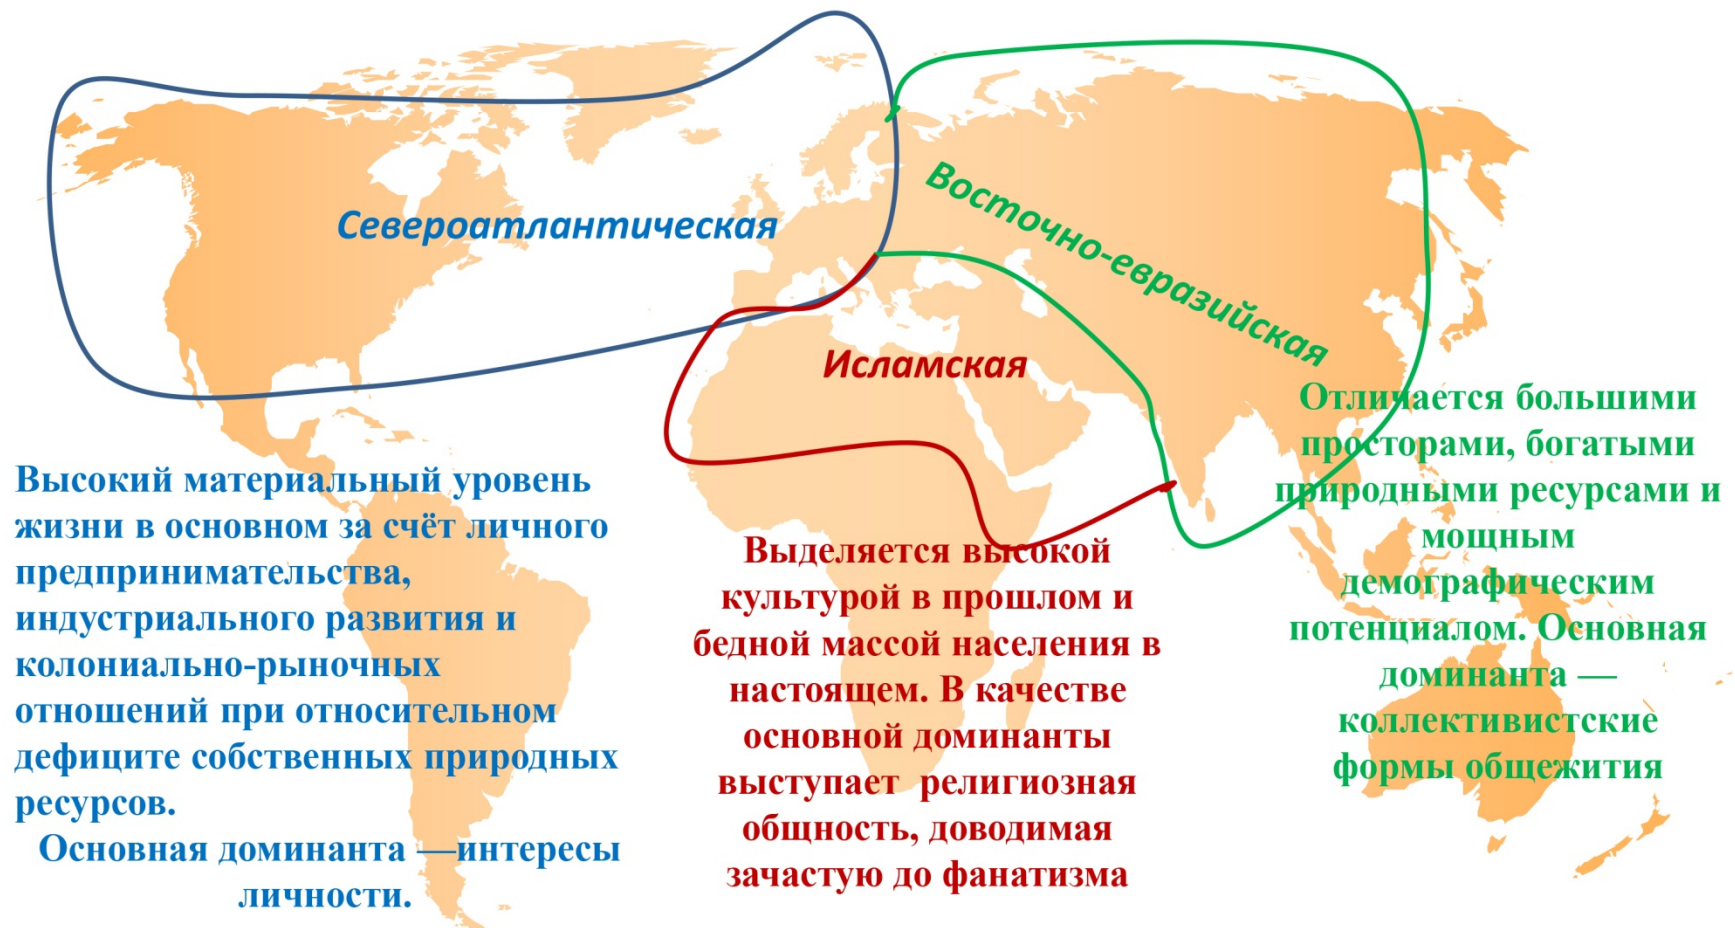 Североатлантическая
Восточно-евразийская
Исламская
Высокий материальный уровень
жизни в основном за счёт личного
предпринимательства,
индустриального развития и
колониально-рыночных
отношений при относительном
дефиците собственных природных
ресурсов.
Основная доминанта —интересы
личности.
Выделяется высокой
культурой в прошлом и
бедной массой населения в
настоящем. В качестве
основной доминанты
выступает религиозная
общность, доводимая
зачастую до фанатизма
Отличается большими
просторами, богатыми
природными ресурсами и
мощным
демографическим
потенциалом. Основная
доминанта —
коллективистские
формы общежития